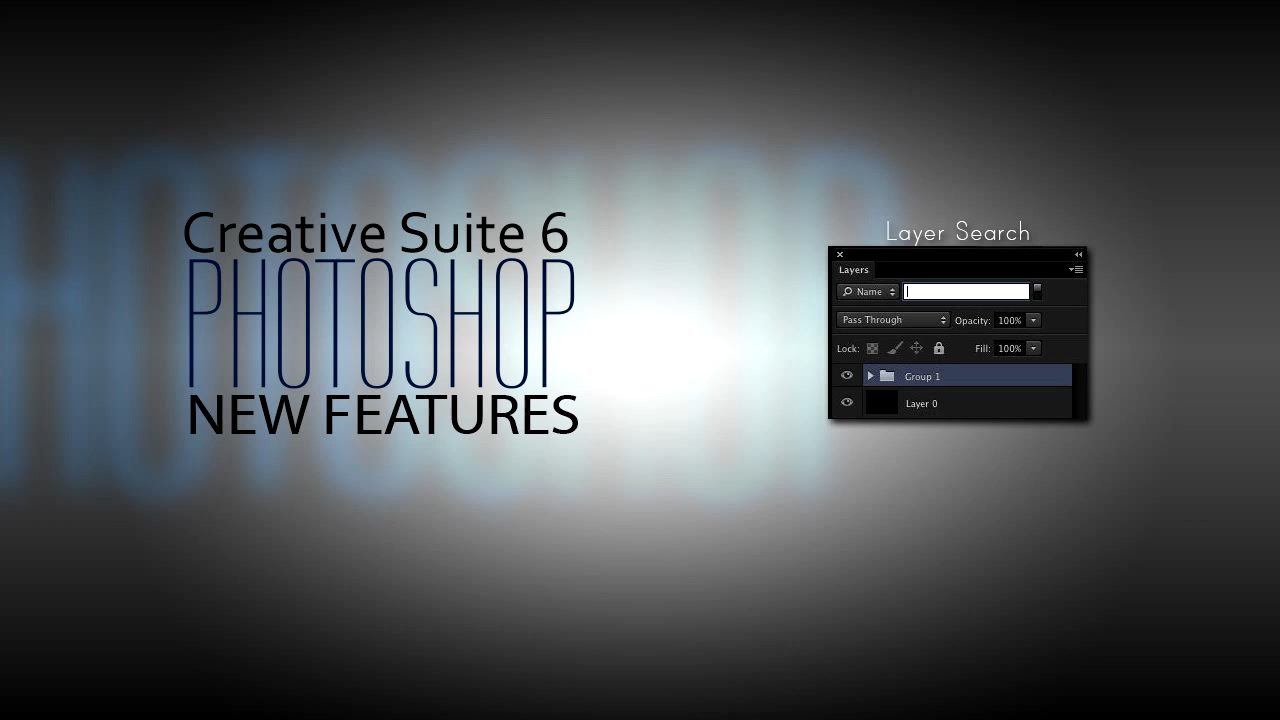 Creative Suite 6
PHOTOSHOP
NEW FEATURES
Layer Search
Layers
Name
Pass Through Opacity: 100%
Lock: Fill: 100%
Group 1
Layer 0